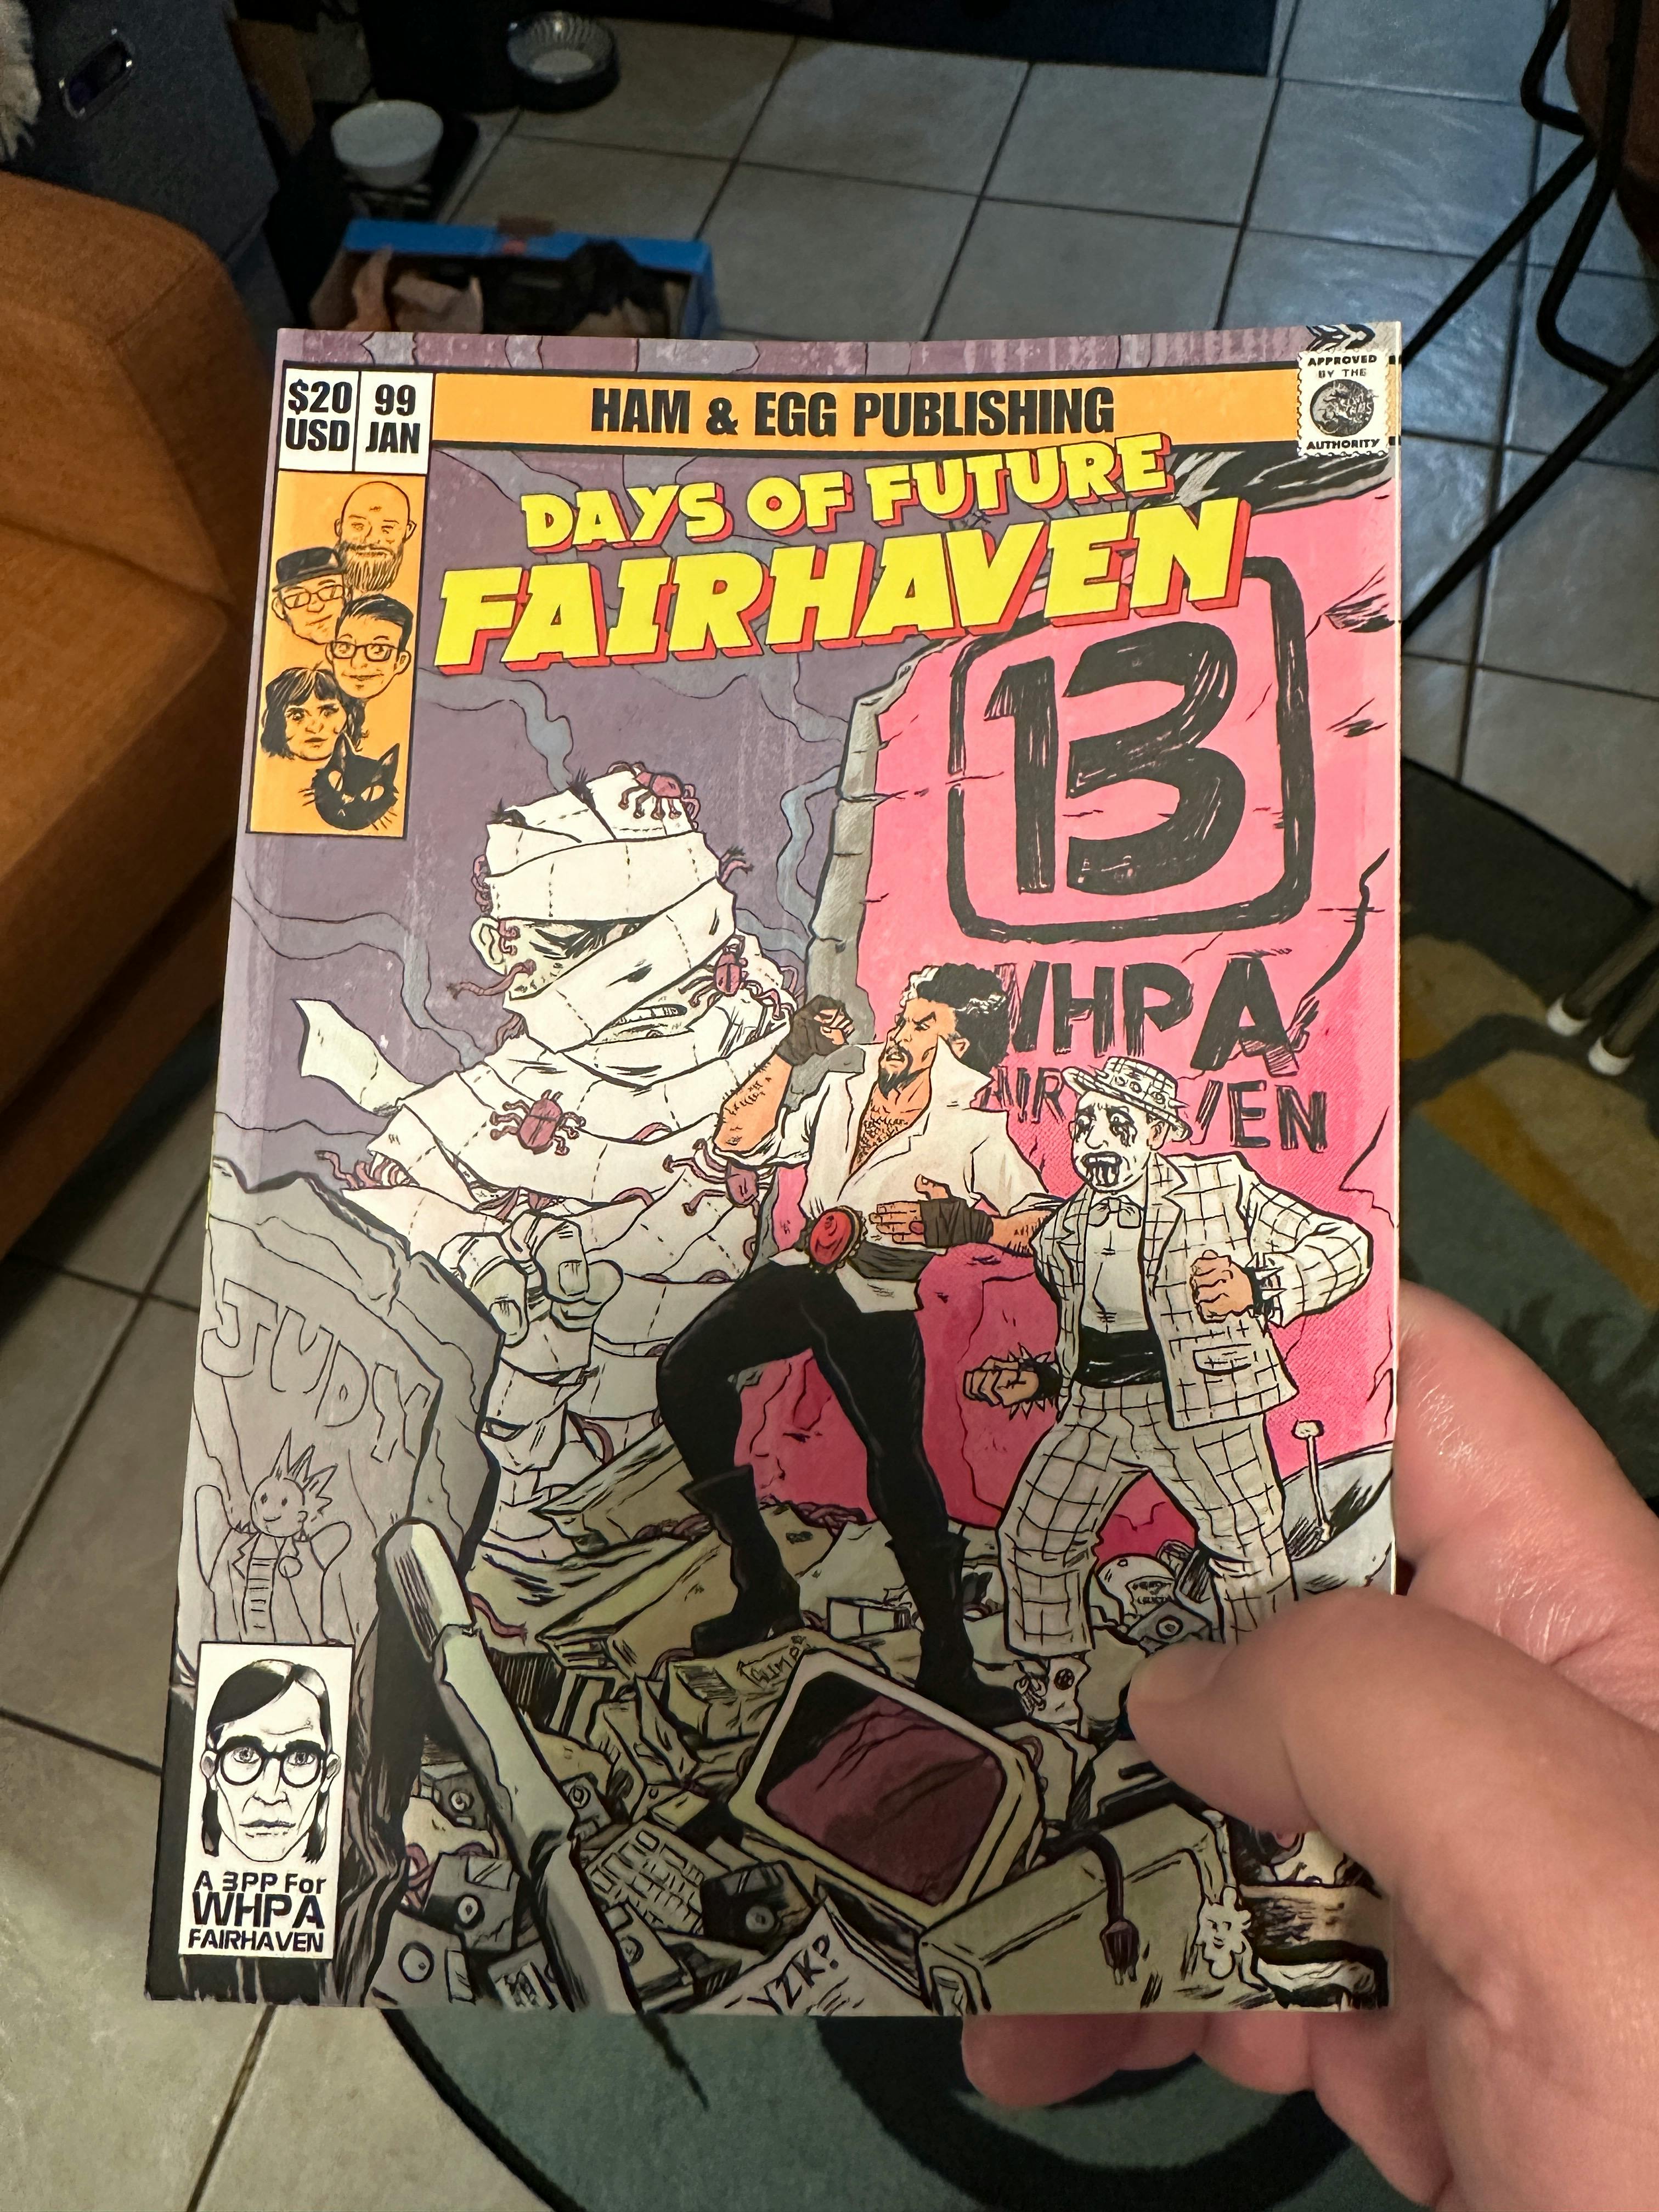 $20
USD
99
JAN
HAM & EGG PUBLISHING
APPROVED
BY THE
AUTHORITY
DAYS OF FUTURE
FAIRHAVEN
13
WHPA
JUDY
A 3PP For
WHPA
FAIRHAVEN
Y2K?